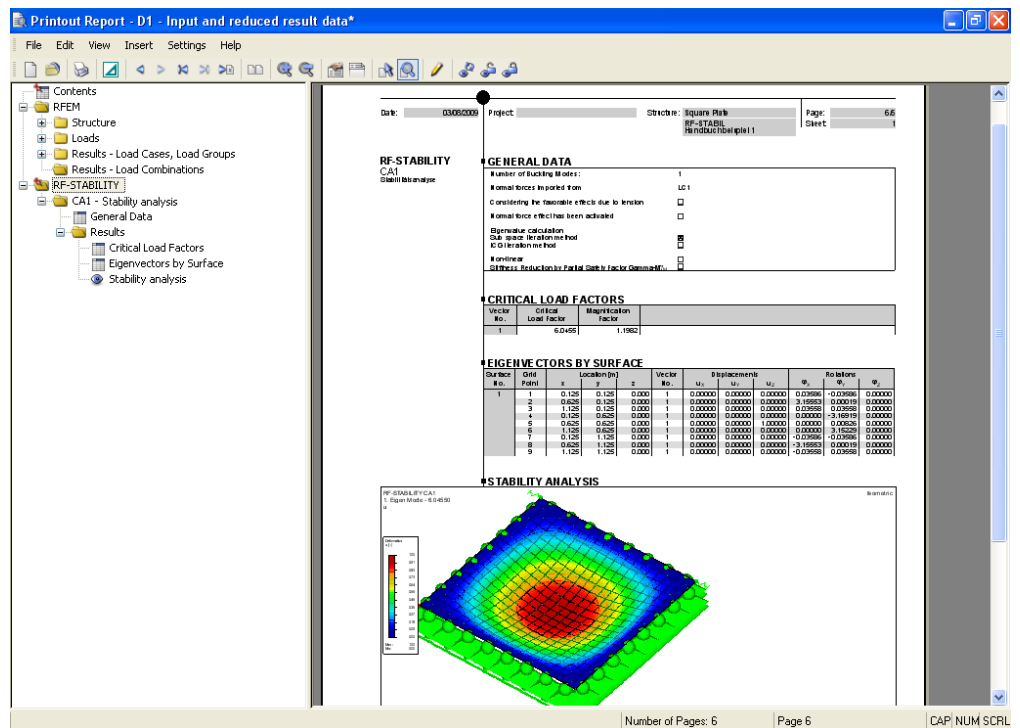 Printout Report - D1 - Input and reduced result data*
File Edit View Insert Settings Help
Contents
RFEM
Structure
Loads
Results - Load Cases, Load Groups
Results - Load Combinations
RF-STABILITY
CA1 - Stability analysis
General Data
Results
Critical Load Factors
Eigenvectors by Surface
Stability analysis
Date: 03/08/2009 Project: Structure: Square Plate Page: 6.6
RF-STABIL Sheet: 1
Handbuchbeispiel 1
RF-STABILITY
CA1
Stabilitätsanalyse
GENERAL DATA
Number of Buckling Modes: 1
Normal forces imported from LC1
Considering the favorable effects due to tension
Normal force effect has been activated
Eigenvalue calculation
Sub space iteration method
ICG iteration method
Non-linear
Stiffness Reduction by Partial Safety Factor
CRITICAL LOAD FACTORS
Vector Critical Magnification
No. Load Factor Factor
1 6.0455 1.1982
EIGENVECTORS BY SURFACE
Surface Grid Location [m] Vector Displacements Rotations
No. Point x y z No. uX uY uZ φX φY φZ
1 1 0.125 0.125 0.000 1 0.00000 0.00000 0.00000 0.03586 -0.03586 0.00000
2 0.625 0.125 0.000 1 0.00000 0.00000 0.00000 3.15553 0.00019 0.00000
3 1.125 0.125 0.000 1 0.00000 0.00000 0.00000 0.03558 0.03558 0.00000
4 0.125 0.625 0.000 1 0.00000 0.00000 0.00000 0.00000 -3.16919 0.00000
5 0.625 0.625 0.000 1 0.00000 0.00000 1.00000 0.00000 0.00826 0.00000
6 1.125 0.625 0.000 1 0.00000 0.00000 0.00000 0.00000 3.15229 0.00000
7 0.125 1.125 0.000 1 0.00000 0.00000 0.00000 -0.03586 -0.03586 0.00000
8 0.625 1.125 0.000 1 0.00000 0.00000 0.00000 -3.15553 0.00019 0.00000
9 1.125 1.125 0.000 1 0.00000 0.00000 0.00000 -0.03558 0.03558 0.00000
STABILITY ANALYSIS
RF-STABILITY CA1 Isometric
1. Eigen Mode - 6.04550
u
Number of Pages: 6 Page 6 CAP NUM SCRL